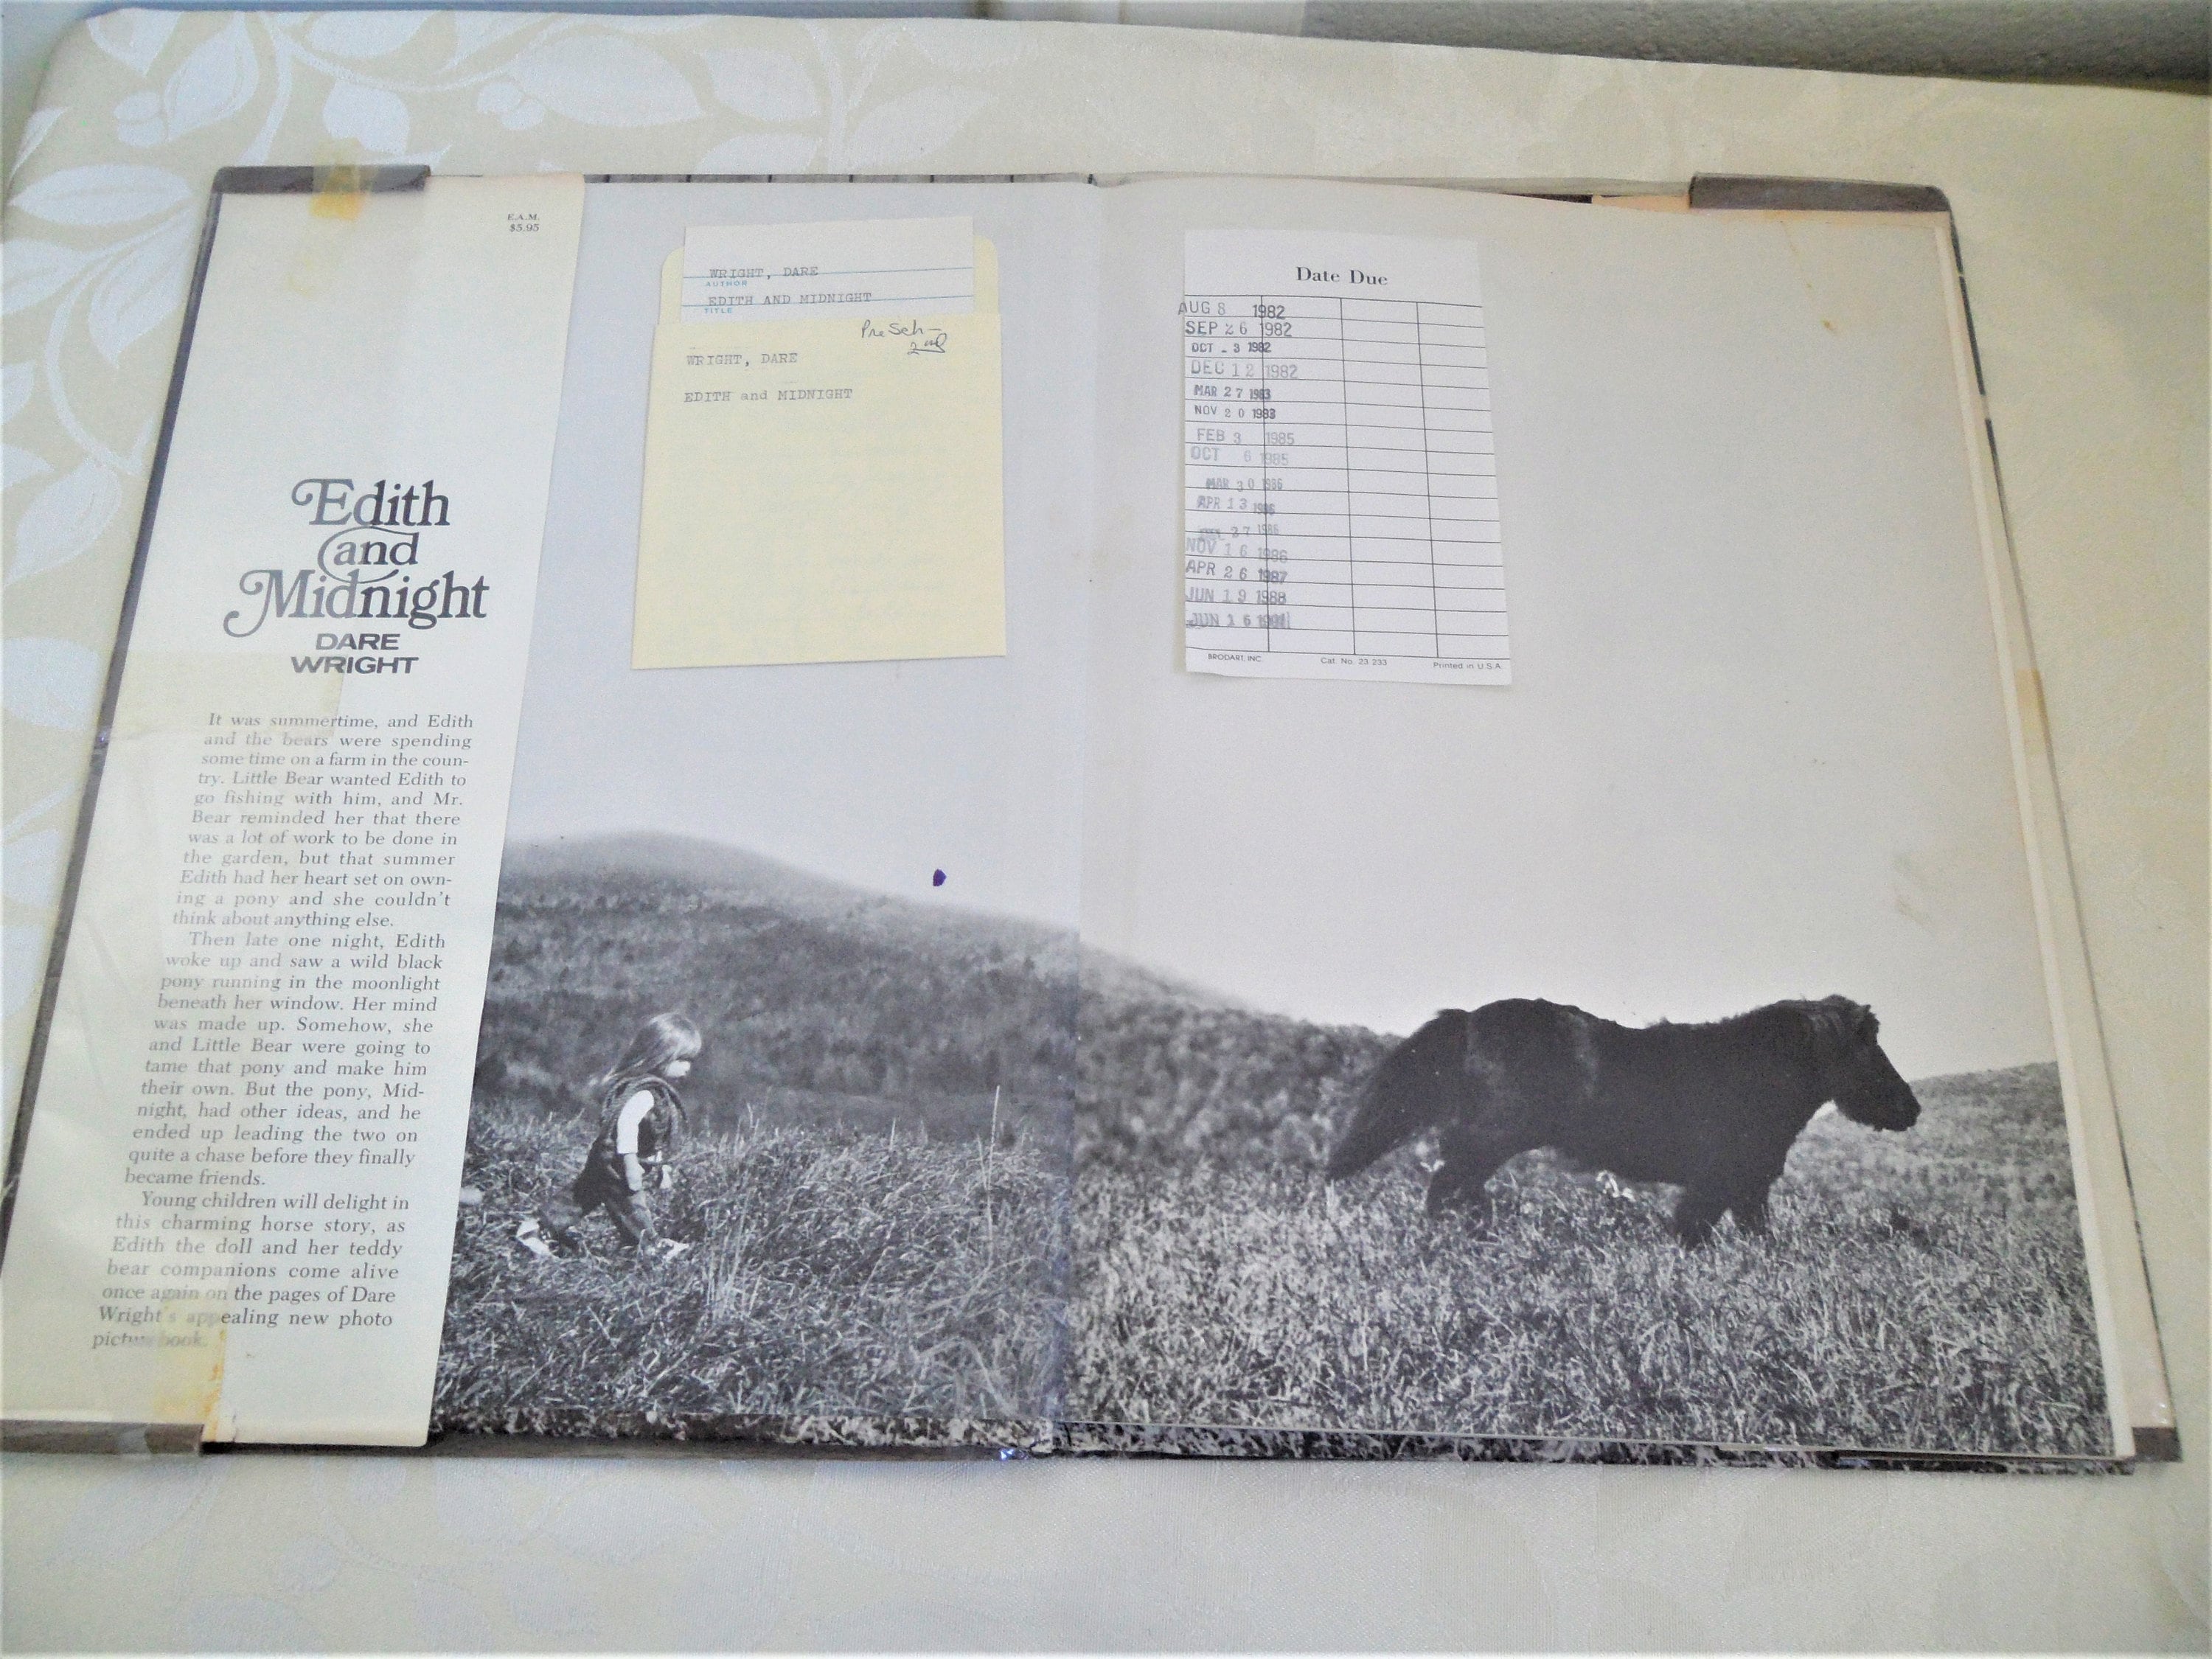 E.A.M.
$5.95
Edith
and
Midnight
DARE
WRIGHT
It was summertime, and Edith
and the bears were spending
some time on a farm in the coun-
try. Little Bear wanted Edith to
go fishing with him, and Mr.
Bear reminded her that there
was a lot of work to be done in
the garden, but that summer
Edith had her heart set on own-
ing a pony and she couldn't
think about anything else.
Then late one night, Edith
woke up and saw a wild black
pony running in the moonlight
beneath her window. Her mind
was made up. Somehow, she
and Little Bear were going to
tame that pony and make him
their own. But the pony, Mid-
night, had other ideas, and he
ended up leading the two on
quite a chase before they finally
became friends.
Young children will delight in
this charming horse story, as
Edith the doll and her teddy
bear companions come alive
once again on the pages of Dare
Wright's appealing new photo
picture book.
WRIGHT, DARE
AUTHOR
EDITH AND MIDNIGHT
TITLE
PreSch-
2nd
WRIGHT, DARE
EDITH and MIDNIGHT
Date Due
AUG 8 1982
SEP 26 1982
OCT - 3 1982
DEC 12 1982
MAR 27 1983
NOV 20 1983
FEB 3 1985
OCT 6 1985
MAR 30 1986
APR 13 1986
27 1986
NOV 16 1986
APR 26 1987
JUN 19 1988
JUN 16
BRODART, INC. Cat. No. 23 233 Printed in U.S.A.